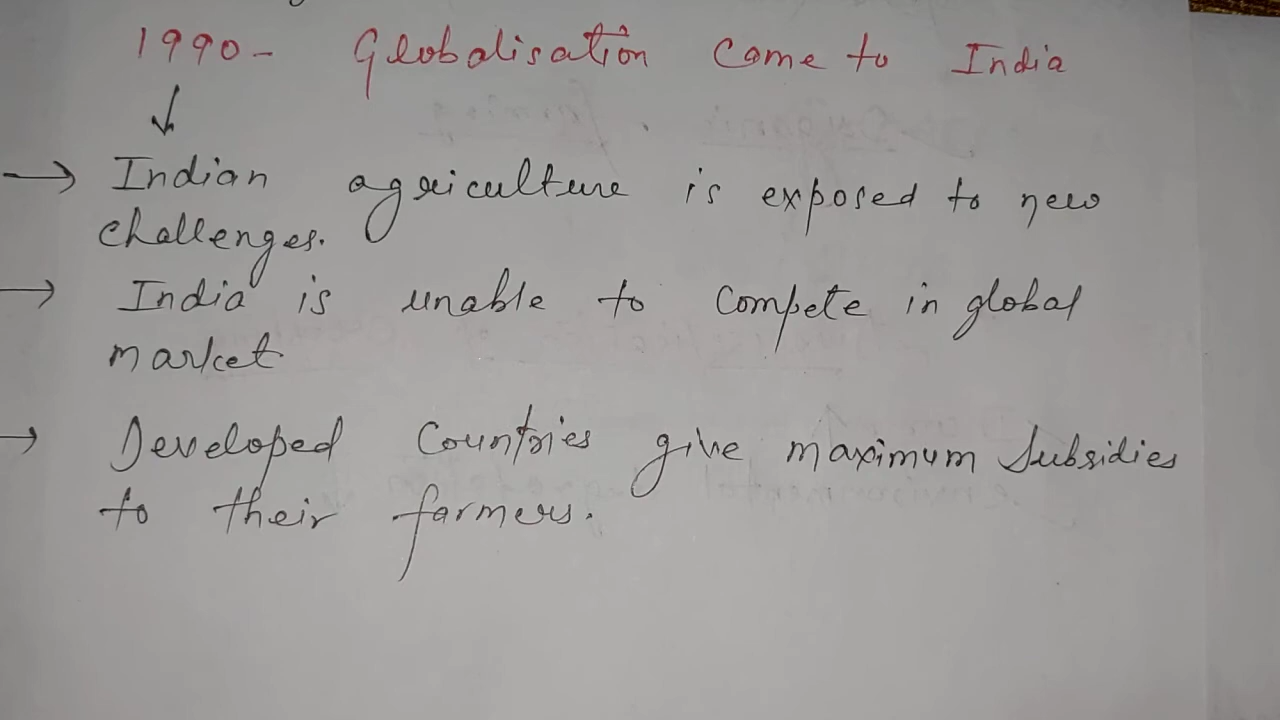 1990- Globalisation Come to India
→ Indian agriculture is exposed to new
challenges.
→ India is unable to compete in global
market
→ Developed Countries give maximum Subsidies
to their farmers.